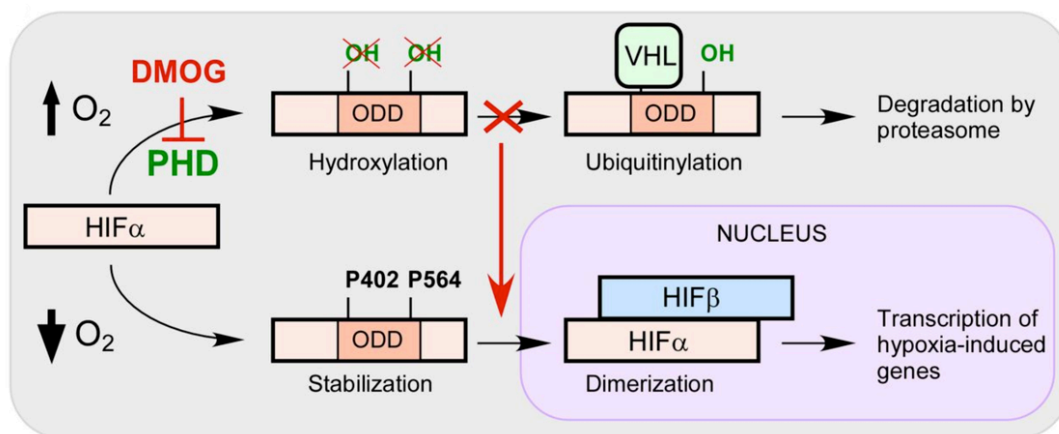 DMOG
O2
PHD
HIFα
O2
OH OH
ODD
Hydroxylation
VHL
OH
ODD
Ubiquitinylation
Degradation by
proteasome
P402 P564
ODD
Stabilization
NUCLEUS
HIFβ
HIFα
Dimerization
Transcription of
hypoxia-induced
genes